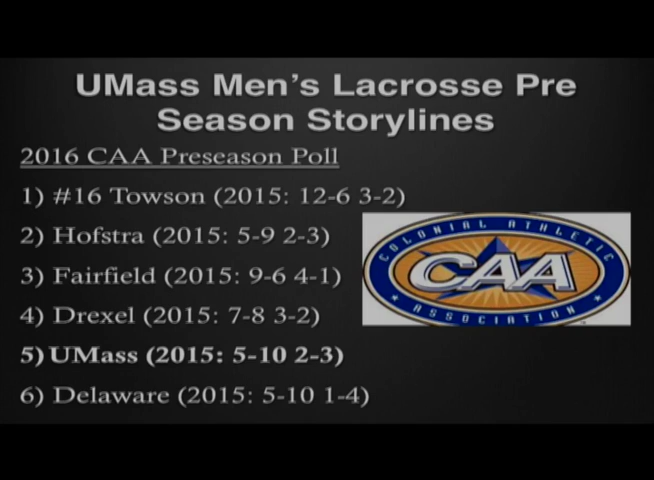 UMass Men's Lacrosse Pre
Season Storylines
2016 CAA Preseason Poll
1) #16 Towson (2015: 12-6 3-2)
2) Hofstra (2015: 5-9 2-3)
3) Fairfield (2015: 9-6 4-1)
4) Drexel (2015: 7-8 3-2)
5) UMass (2015: 5-10 2-3)
6) Delaware (2015: 5-10 1-4)
COLONIAL ATHLETIC
CAA
ASSOCIATION